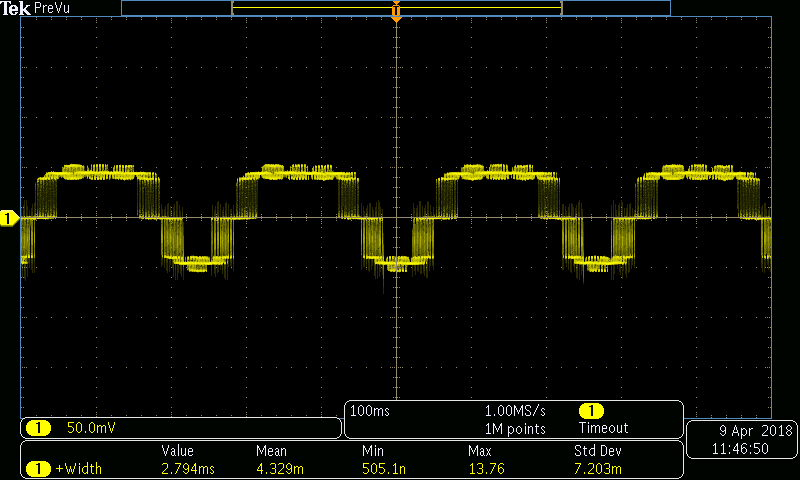 Tek PreVu
T
1
1 50.0mV
100ms 1.00MS/s 1
1M points Timeout
9 Apr 2018
11:46:50
Value Mean Min Max Std Dev
1 +Width 2.794ms 4.329m 505.1n 13.76 7.203m